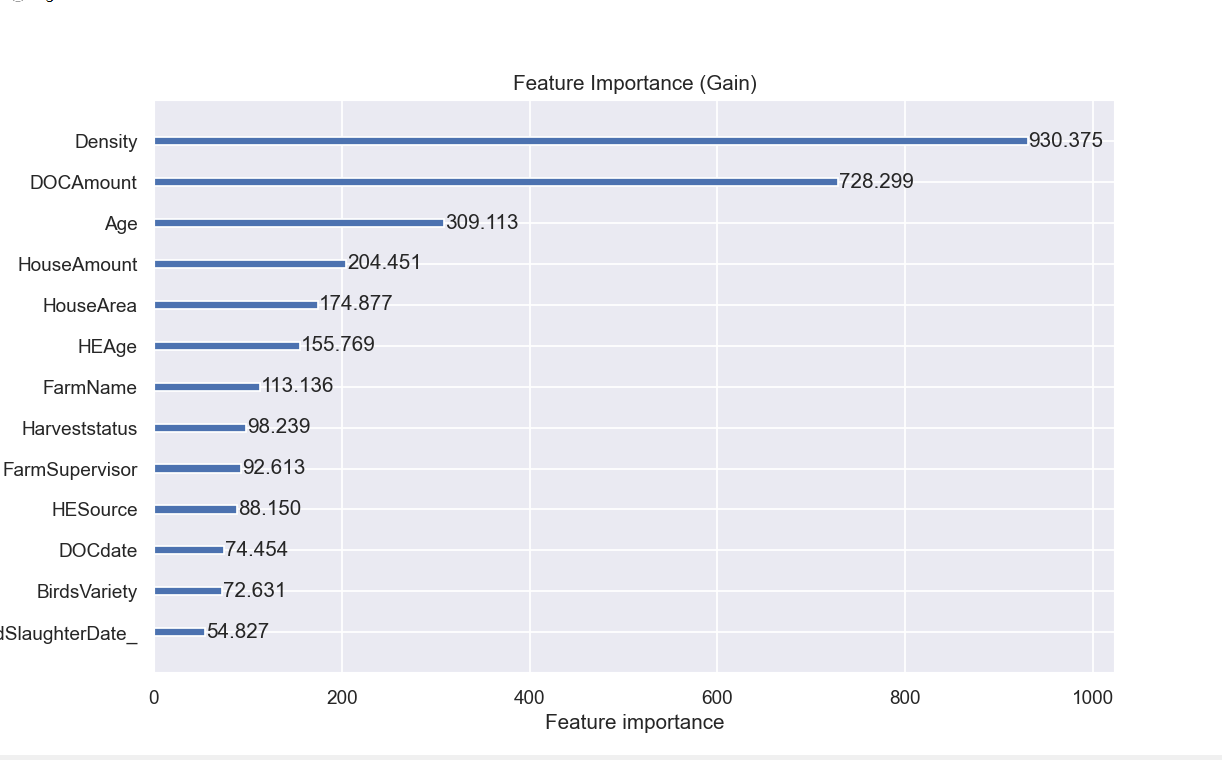 Feature Importance (Gain)
Density 930.375
DOCAmount 728.299
Age 309.113
HouseAmount 204.451
HouseArea 174.877
HEAge 155.769
FarmName 113.136
Harveststatus 98.239
FarmSupervisor 92.613
HESource 88.150
DOCdate 74.454
BirdsVariety 72.631
dSlaughterDate_ 54.827
0 200 400 600 800 1000
Feature importance